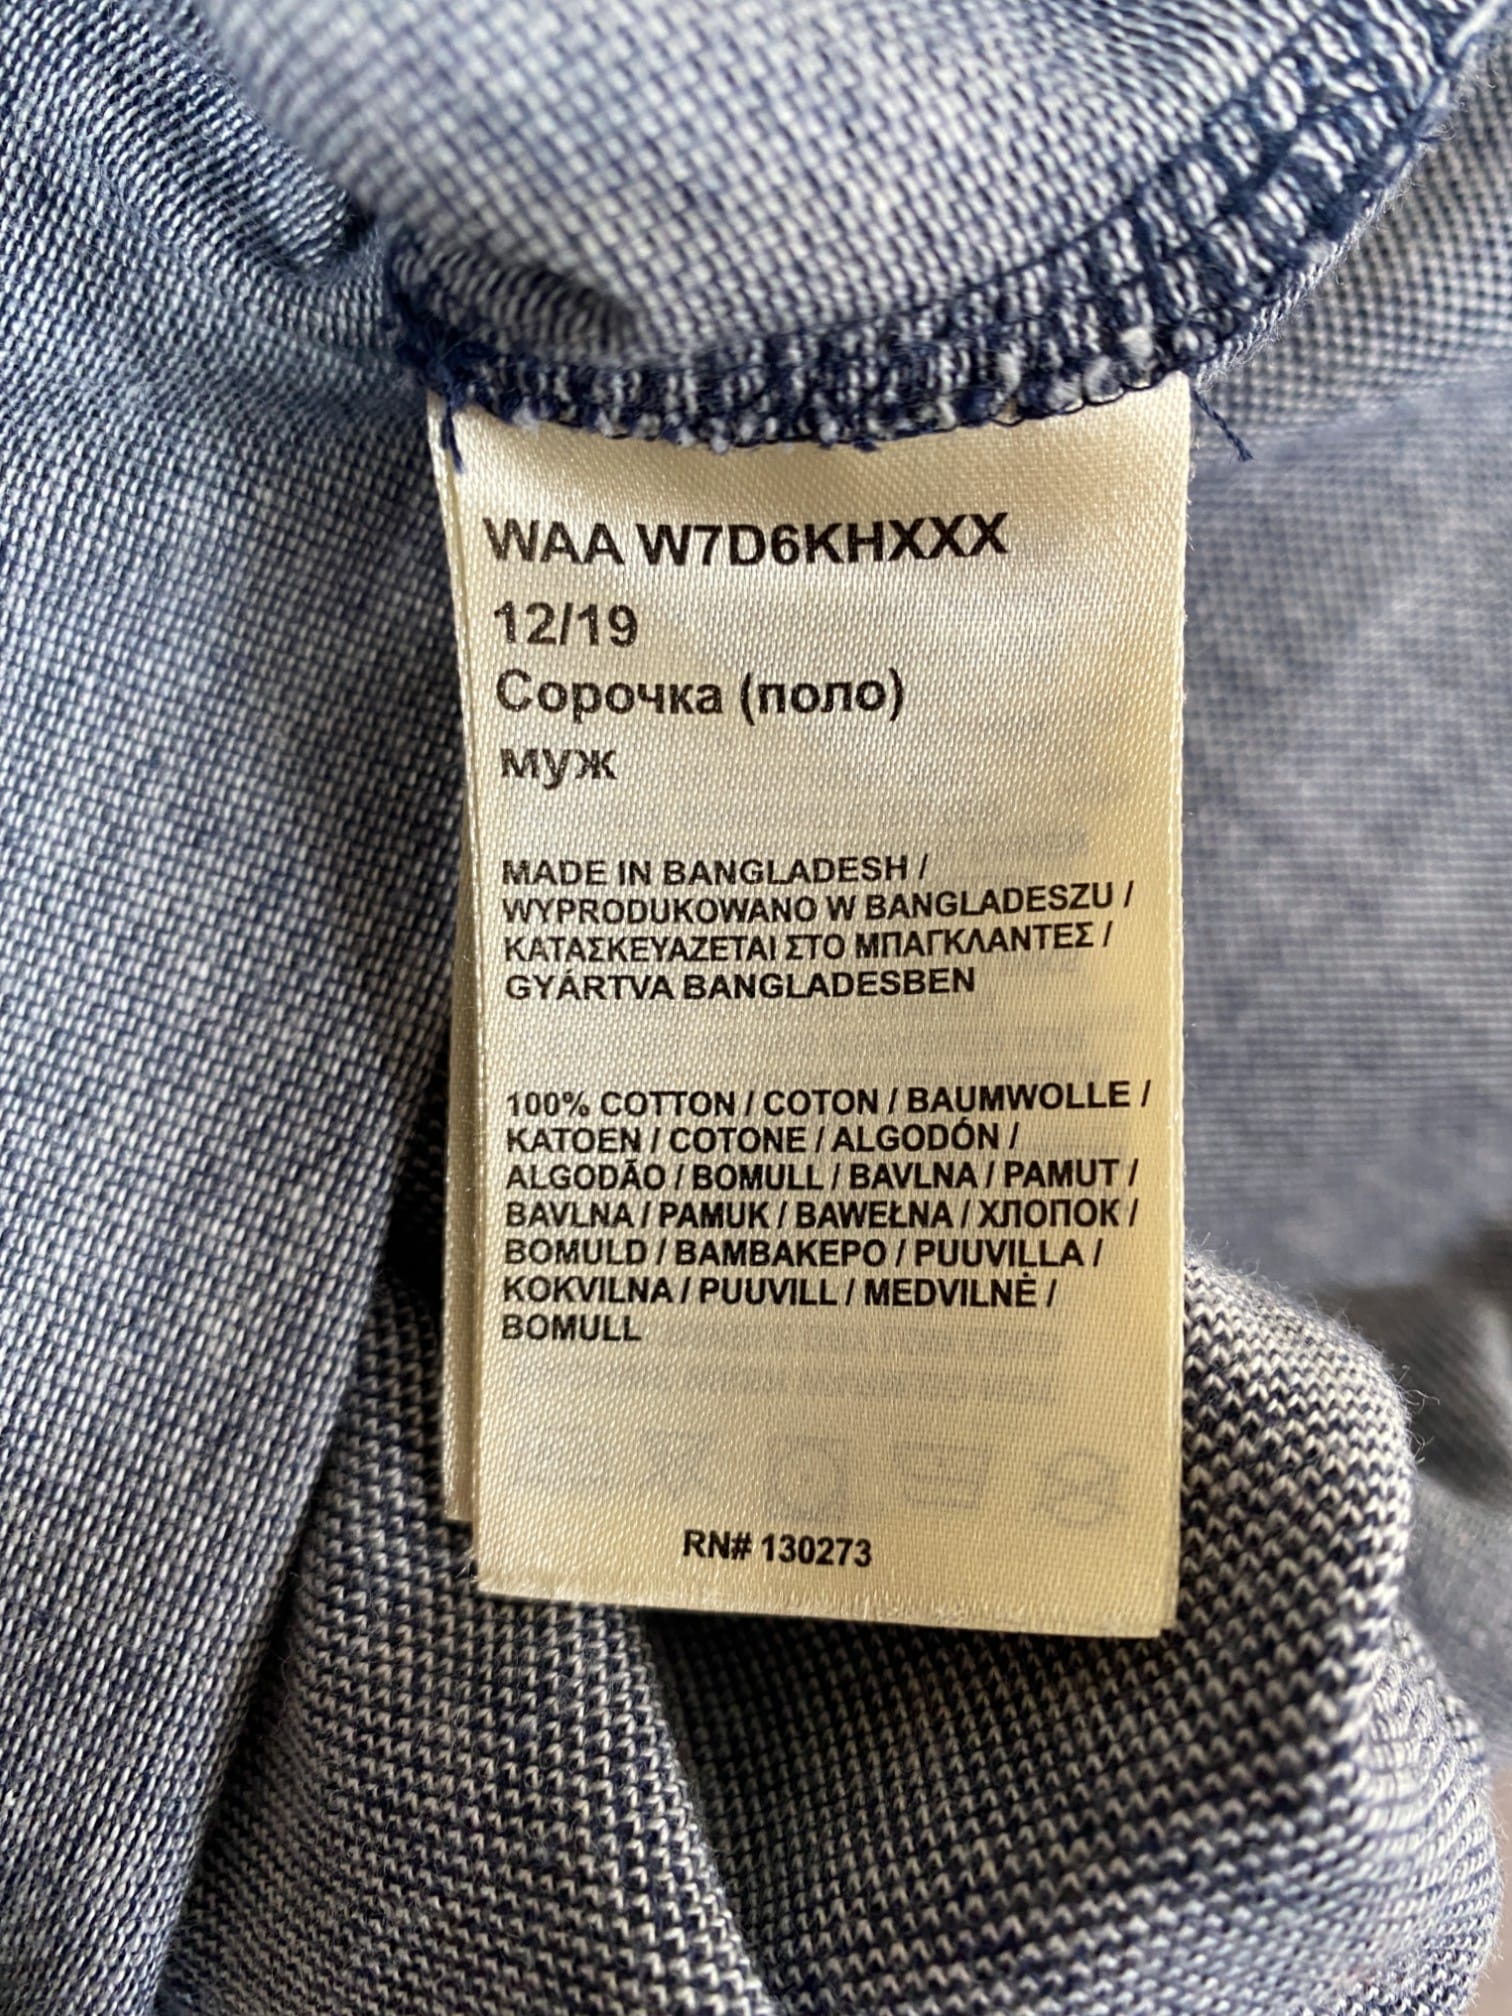 WAA W7D6KHXXX
12/19
Сорочка (поло)
муж
MADE IN BANGLADESH /
WYPRODUKOWANO W BANGLADESZU /
ΚΑΤΑΣΚΕΥΑΖΕΤΑΙ ΣΤΟ ΜΠΑΓΚΛΑΝΤΕΣ /
GYÁRTVA BANGLADESBEN
100% COTTON / COTON / BAUMWOLLE /
KATOEN / COTONE / ALGODÓN /
ALGODÃO / BOMULL / BAVLNA / PAMUT /
BAVLNA / PAMUK / BAWEŁNA / ХЛОПОК /
BOMULD / ΒΑΜΒΑΚΕΡΟ / PUUVILLA /
KOKVILNA / PUUVILL / MEDVILNĖ /
BOMULL
RN# 130273